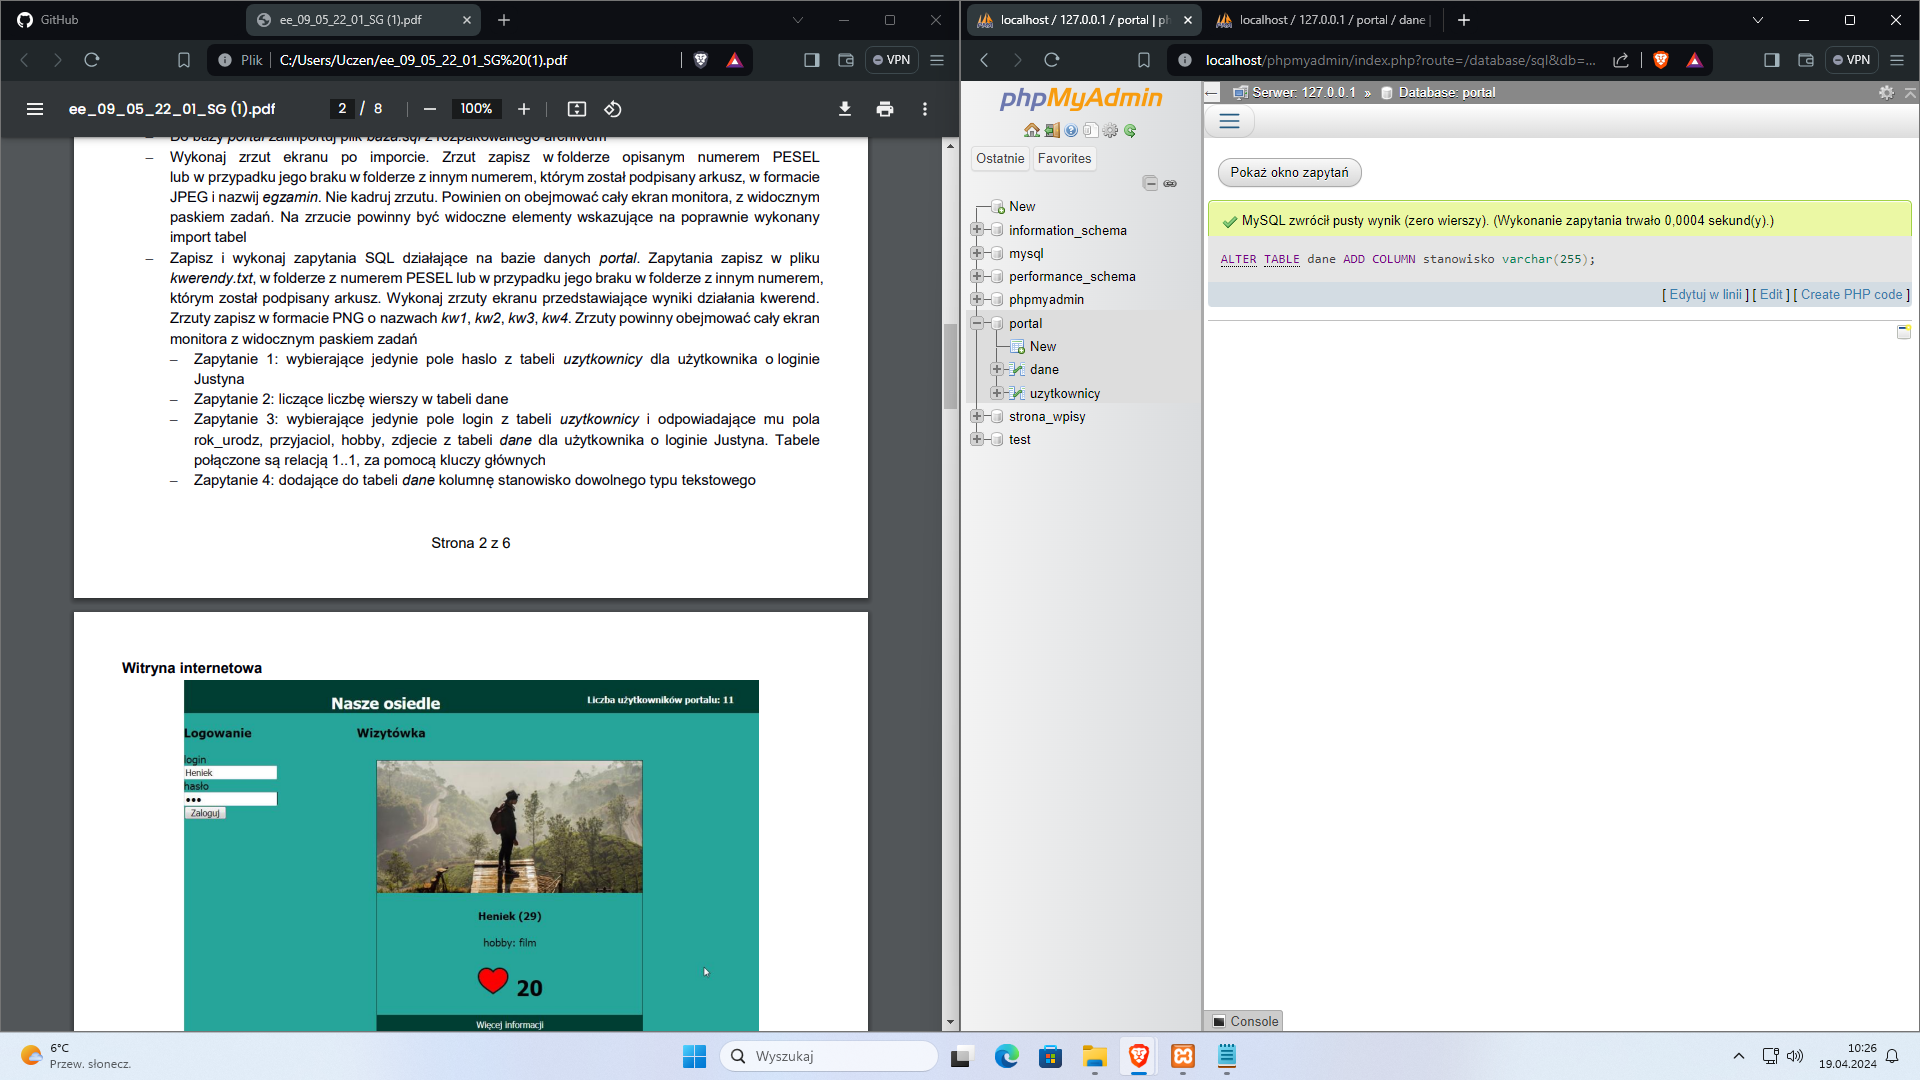 GitHub
ee_09_05_22_01_SG (1).pdf
Plik
C:/Users/Uczen/ee_09_05_22_01_SG%20(1).pdf
VPN
ee_09_05_22_01_SG (1).pdf
2 / 8
100%
Do bazy portal zaimportuj plik baza.sql z rozpakowanego archiwum
– Wykonaj zrzut ekranu po imporcie. Zrzut zapisz w folderze opisanym numerem PESEL
lub w przypadku jego braku w folderze z innym numerem, którym został podpisany arkusz, w formacie
JPEG i nazwij egzamin. Nie kadruj zrzutu. Powinien on obejmować cały ekran monitora, z widocznym
paskiem zadań. Na zrzucie powinny być widoczne elementy wskazujące na poprawnie wykonany
import tabel
– Zapisz i wykonaj zapytania SQL działające na bazie danych portal. Zapytania zapisz w pliku
kwerendy.txt, w folderze z numerem PESEL lub w przypadku jego braku w folderze z innym numerem,
którym został podpisany arkusz. Wykonaj zrzuty ekranu przedstawiające wyniki działania kwerend.
Zrzuty zapisz w formacie PNG o nazwach kw1, kw2, kw3, kw4. Zrzuty powinny obejmować cały ekran
monitora z widocznym paskiem zadań
– Zapytanie 1: wybierające jedynie pole haslo z tabeli uzytkownicy dla użytkownika o loginie
Justyna
– Zapytanie 2: liczące liczbę wierszy w tabeli dane
– Zapytanie 3: wybierające jedynie pole login z tabeli uzytkownicy i odpowiadające mu pola
rok_urodz, przyjaciol, hobby, zdjecie z tabeli dane dla użytkownika o loginie Justyna. Tabele
połączone są relacją 1..1, za pomocą kluczy głównych
– Zapytanie 4: dodające do tabeli dane kolumnę stanowisko dowolnego typu tekstowego
Strona 2 z 6
Witryna internetowa
Nasze osiedle
Liczba użytkowników portalu: 11
Logowanie
Wizytówka
login
Heniek
hasło
Zaloguj
Heniek (29)
hobby: film
20
Więcej informacji
localhost / 127.0.0.1 / portal | ph
localhost / 127.0.0.1 / portal / dane |
localhost/phpmyadmin/index.php?route=/database/sql&db=...
VPN
phpMyAdmin
Ostatnie
Favorites
New
information_schema
mysql
performance_schema
phpmyadmin
portal
New
dane
uzytkownicy
strona_wpisy
test
Serwer: 127.0.0.1 » Database: portal
Pokaż okno zapytań
MySQL zwrócił pusty wynik (zero wierszy). (Wykonanie zapytania trwało 0,0004 sekund(y).)
ALTER TABLE dane ADD COLUMN stanowisko varchar(255);
[ Edytuj w linii ] [ Edit ] [ Create PHP code ]
Console
6°C
Przew. słonecz.
Wyszukaj
10:26
19.04.2024